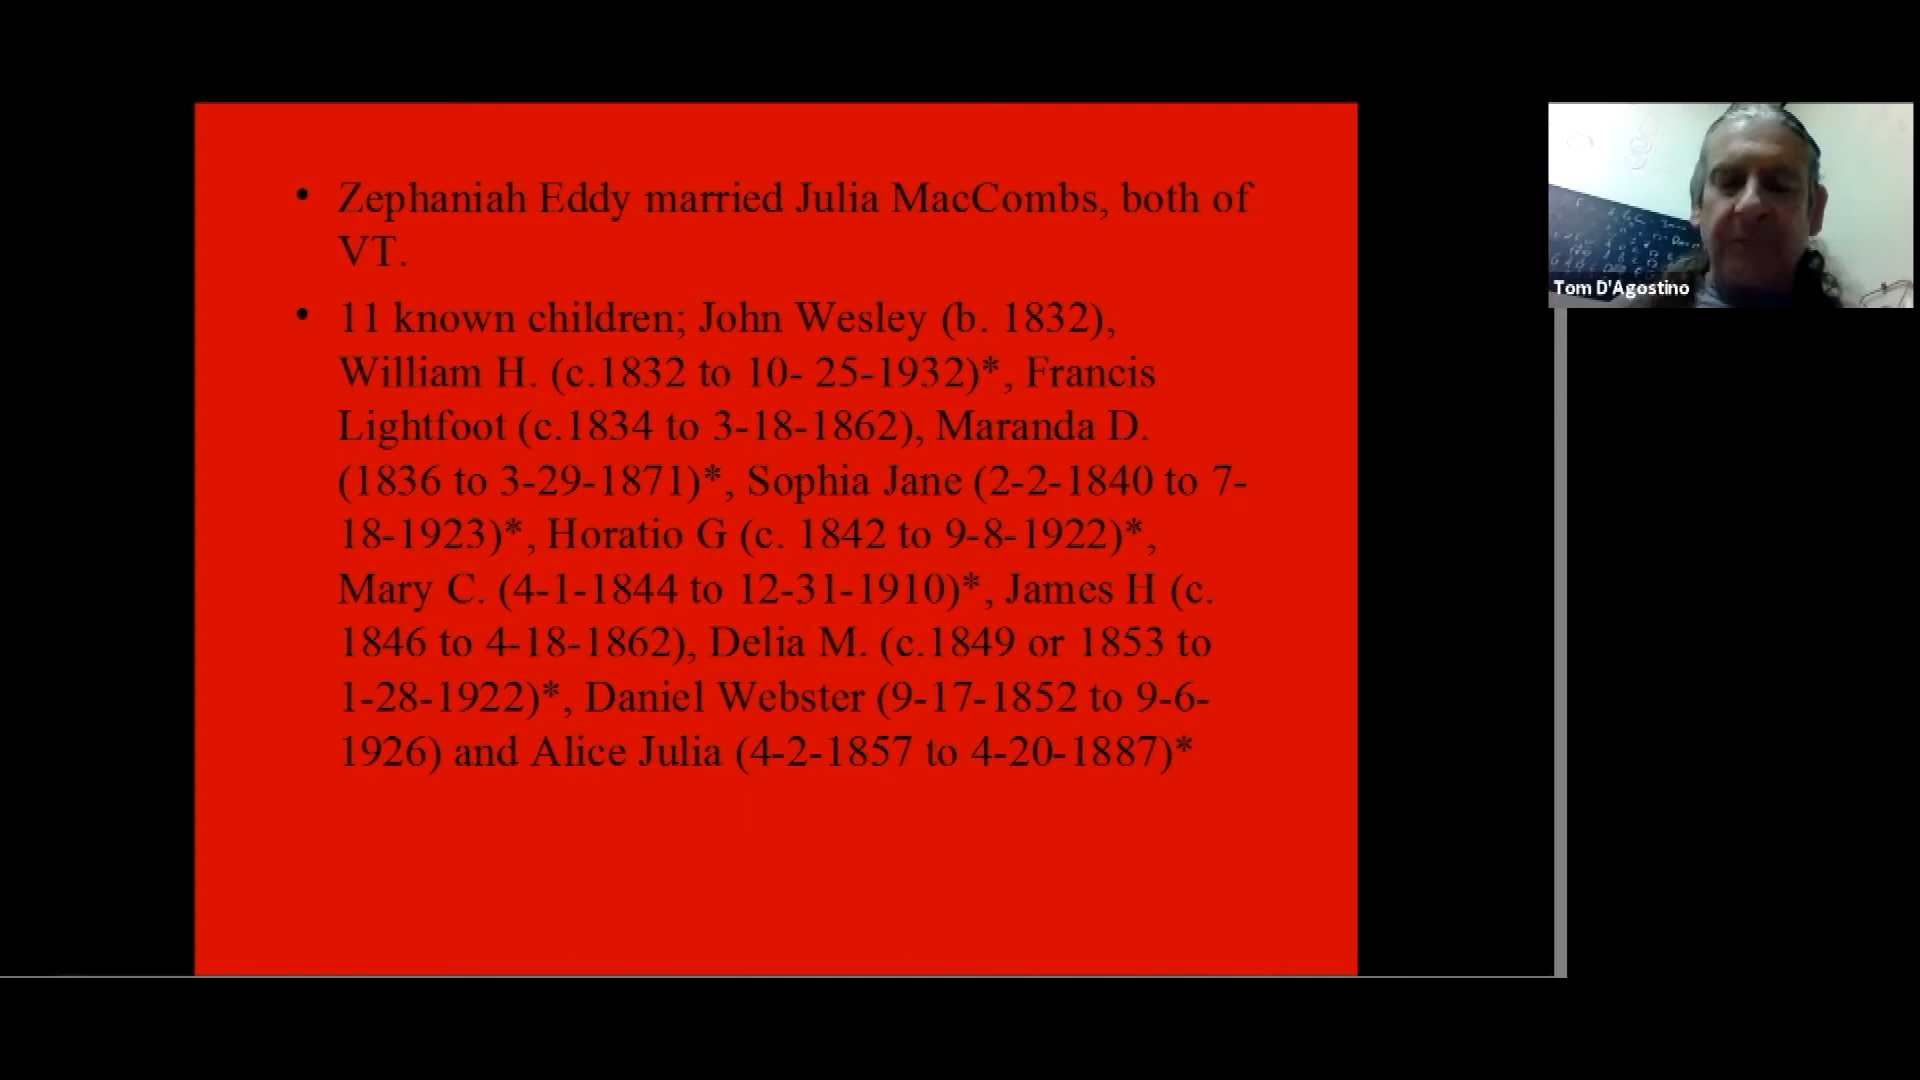 • Zephaniah Eddy married Julia MacCombs, both of
VT.
• 11 known children; John Wesley (b. 1832),
William H. (c.1832 to 10- 25-1932)*, Francis
Lightfoot (c.1834 to 3-18-1862), Maranda D.
(1836 to 3-29-1871)*, Sophia Jane (2-2-1840 to 7-
18-1923)*, Horatio G (c. 1842 to 9-8-1922)*,
Mary C. (4-1-1844 to 12-31-1910)*, James H (c.
1846 to 4-18-1862), Delia M. (c.1849 or 1853 to
1-28-1922)*, Daniel Webster (9-17-1852 to 9-6-
1926) and Alice Julia (4-2-1857 to 4-20-1887)*
Tom D'Agostino